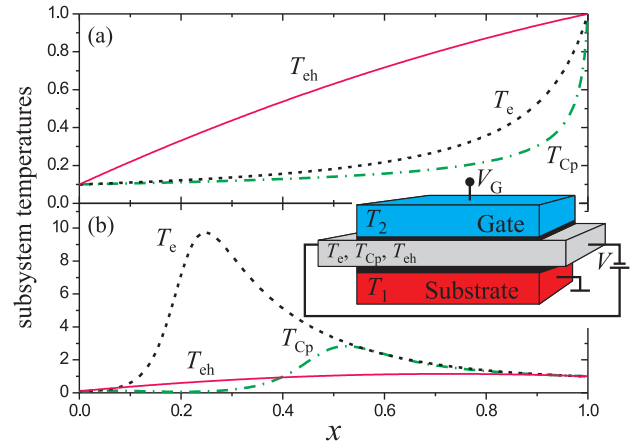 1.0
0.8
0.6
0.4
0.2
0.0
(a)
T_eh
T_e
T_Cp
subsystem temperatures
10
8
6
4
2
0
(b)
T_e
T_eh
T_Cp
V_G
T_2 Gate
T_e, T_Cp, T_eh
V
T_1 Substrate
0.0 0.2 0.4 0.6 0.8 1.0
x